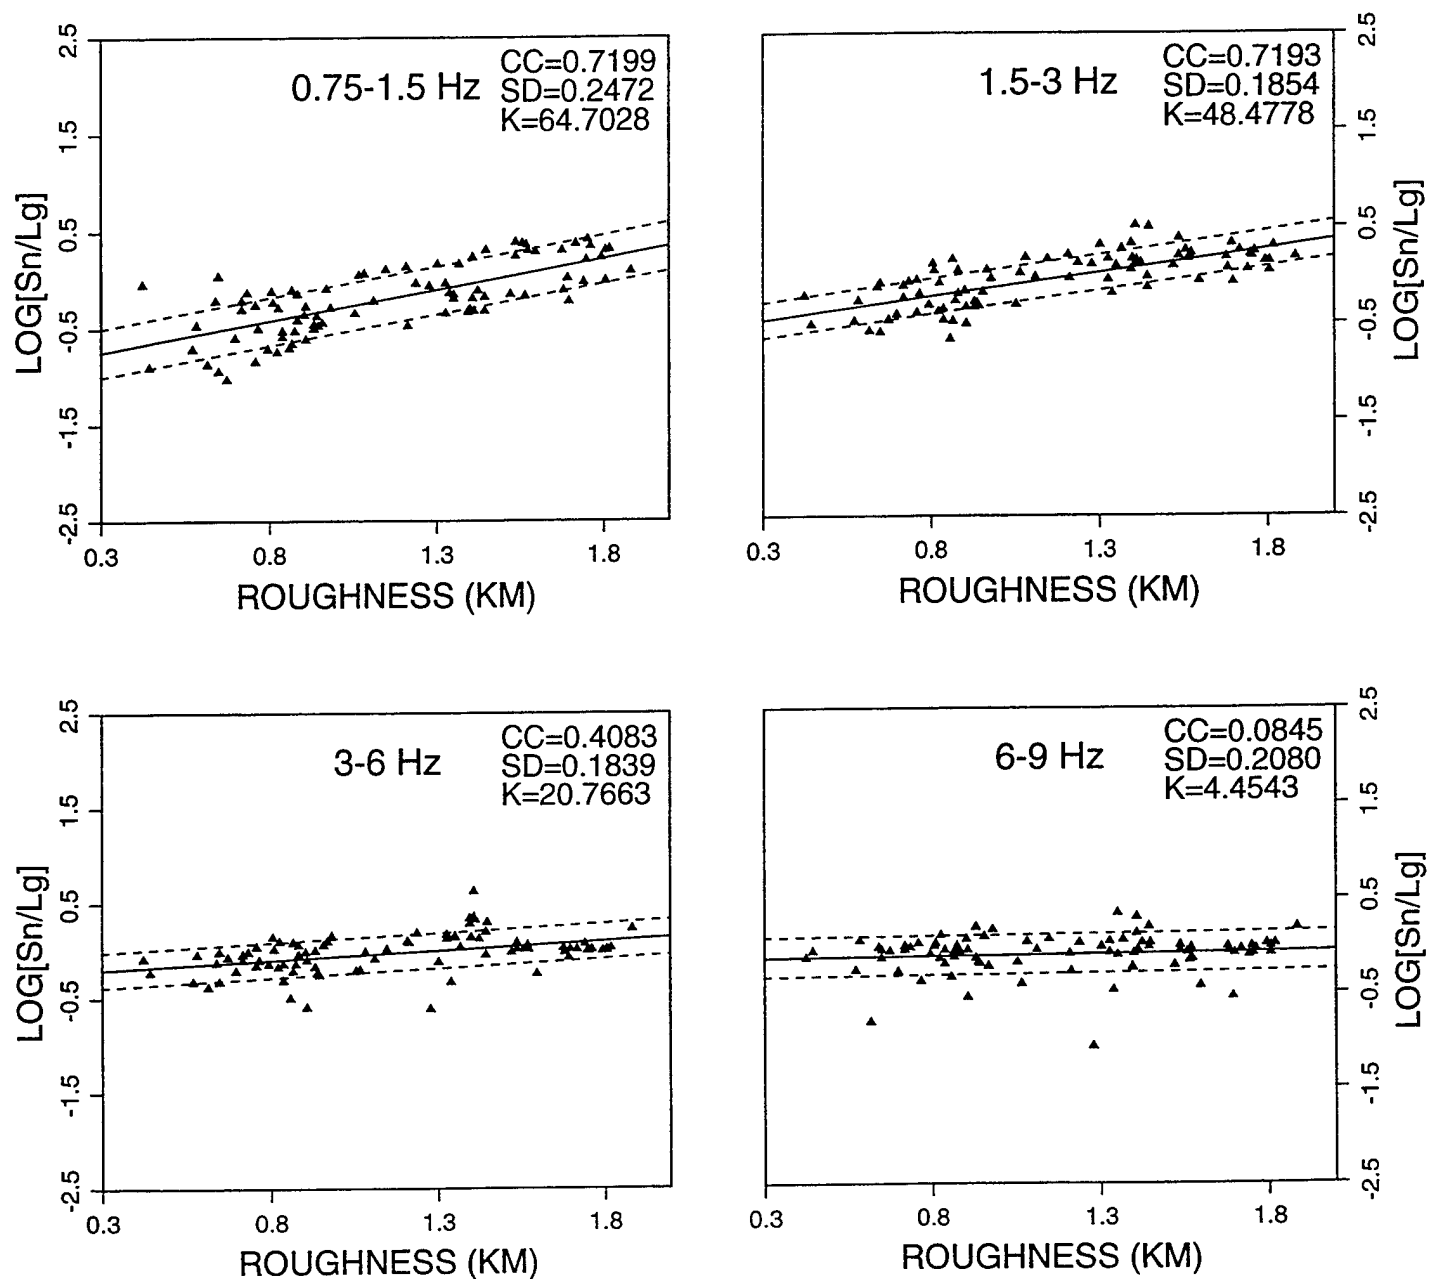 0.75-1.5 Hz
CC=0.7199
SD=0.2472
K=64.7028
LOG[Sn/Lg]
2.5
1.5
0.5
-0.5
-1.5
-2.5
0.3 0.8 1.3 1.8
ROUGHNESS (KM)
1.5-3 Hz
CC=0.7193
SD=0.1854
K=48.4778
2.5
1.5
0.5
-0.5
-1.5
-2.5
LOG[Sn/Lg]
0.3 0.8 1.3 1.8
ROUGHNESS (KM)
3-6 Hz
CC=0.4083
SD=0.1839
K=20.7663
LOG[Sn/Lg]
2.5
1.5
0.5
-0.5
-1.5
-2.5
0.3 0.8 1.3 1.8
ROUGHNESS (KM)
6-9 Hz
CC=0.0845
SD=0.2080
K=4.4543
2.5
1.5
0.5
-0.5
-1.5
-2.5
LOG[Sn/Lg]
0.3 0.8 1.3 1.8
ROUGHNESS (KM)